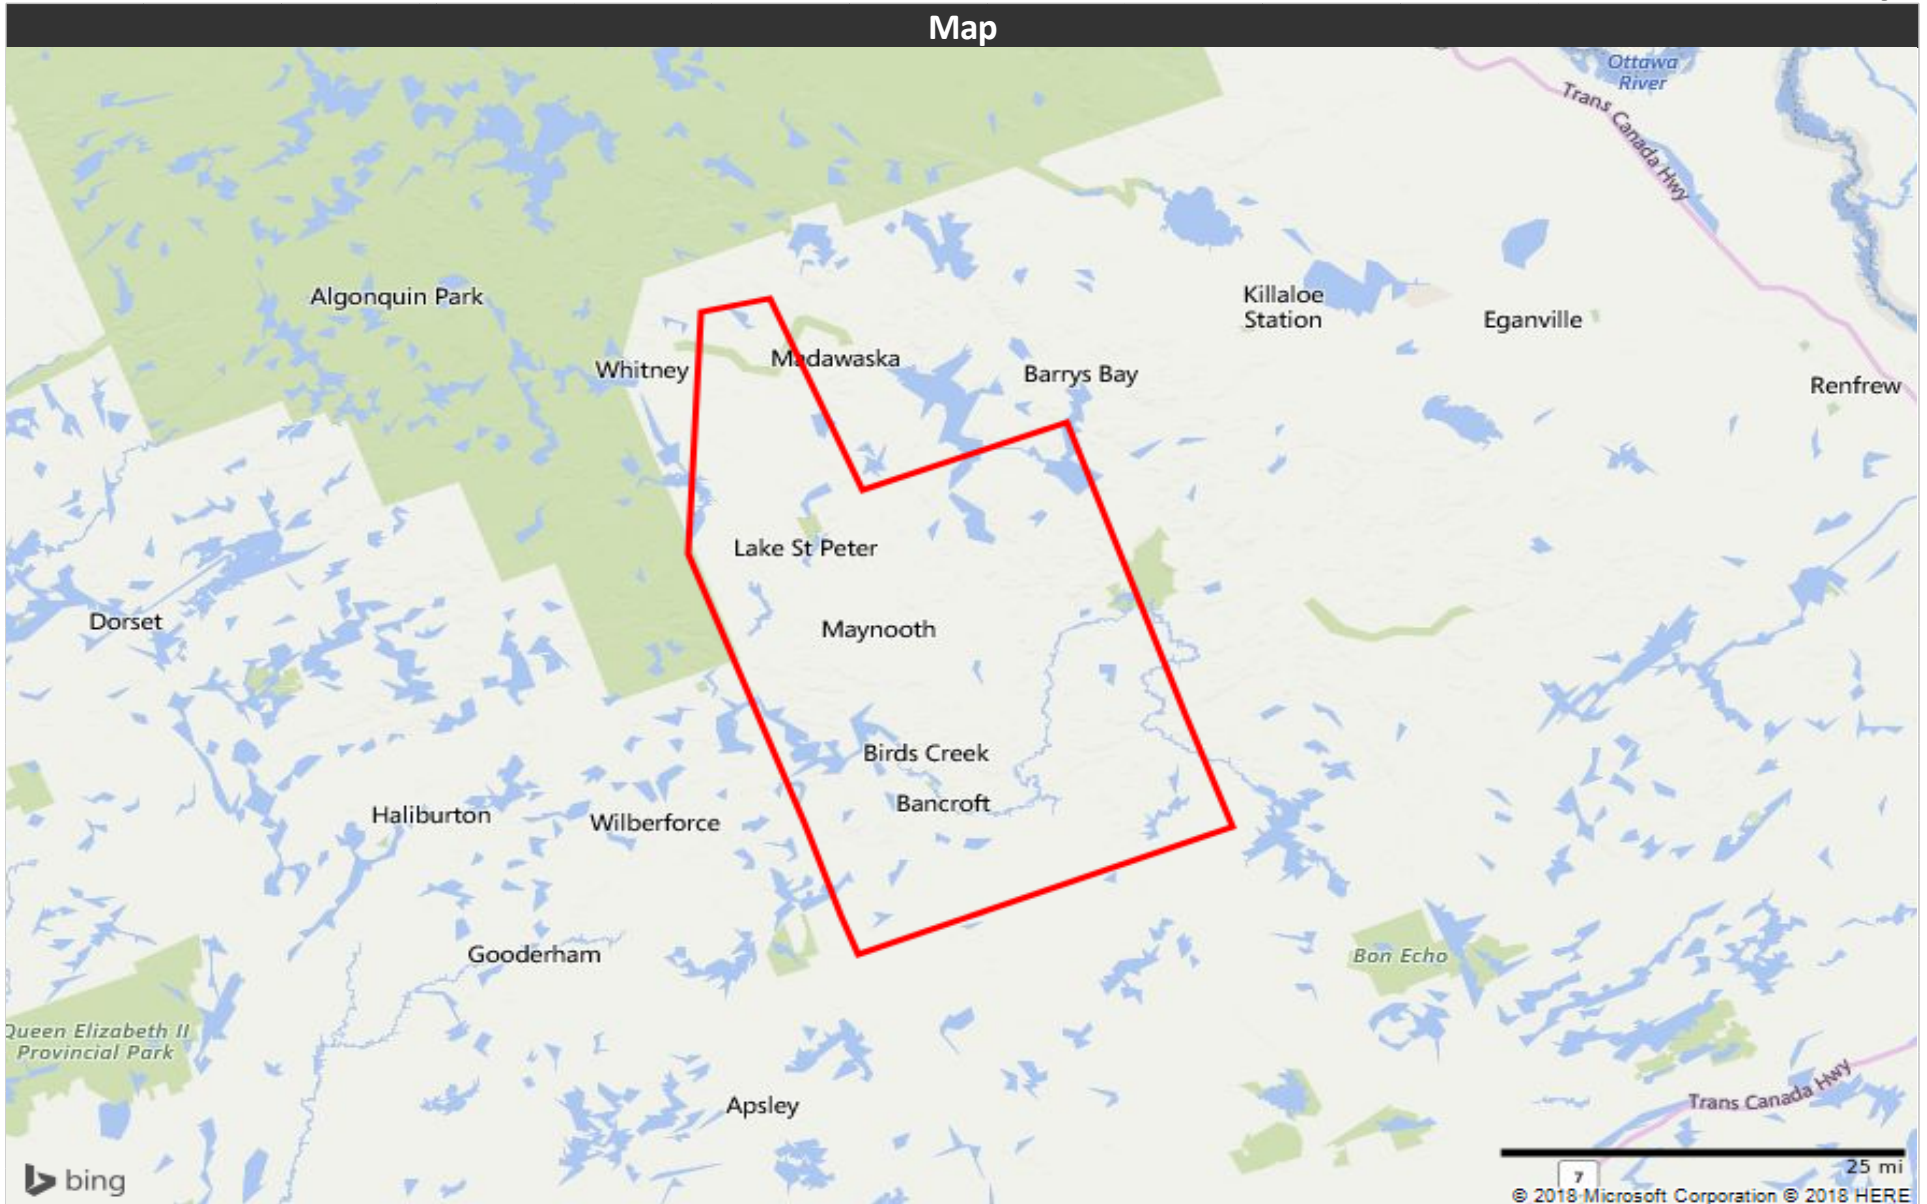 Map
Ottawa
River
Trans Canada Hwy
Algonquin Park
Killaloe
Station
Eganville
Whitney
Madawaska
Barrys Bay
Renfrew
Lake St Peter
Dorset
Maynooth
Birds Creek
Bancroft
Haliburton
Wilberforce
Gooderham
Bon Echo
Queen Elizabeth II
Provincial Park
Apsley
Trans Canada Hwy
25 mi
7
bing
© 2018 Microsoft Corporation © 2018 HERE